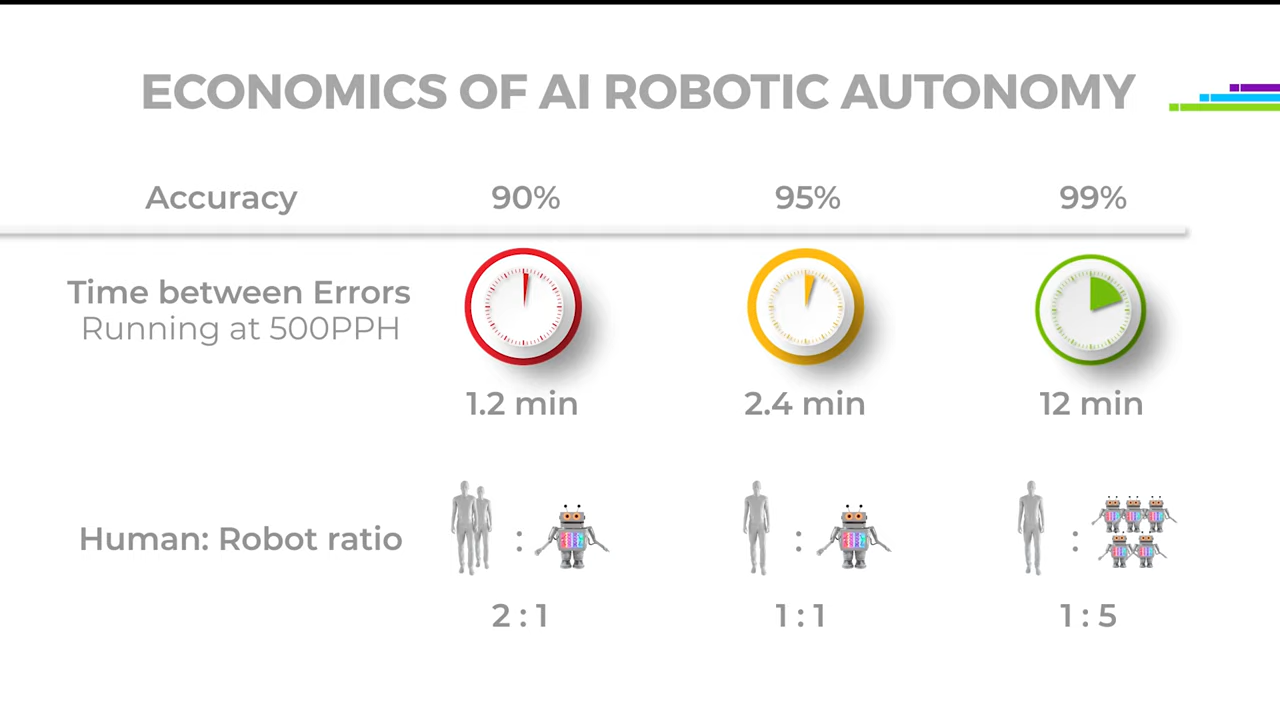 ECONOMICS OF AI ROBOTIC AUTONOMY
Accuracy 90% 95% 99%
Time between Errors
Running at 500PPH
1.2 min 2.4 min 12 min
Human: Robot ratio : : :
2 : 1 1 : 1 1 : 5